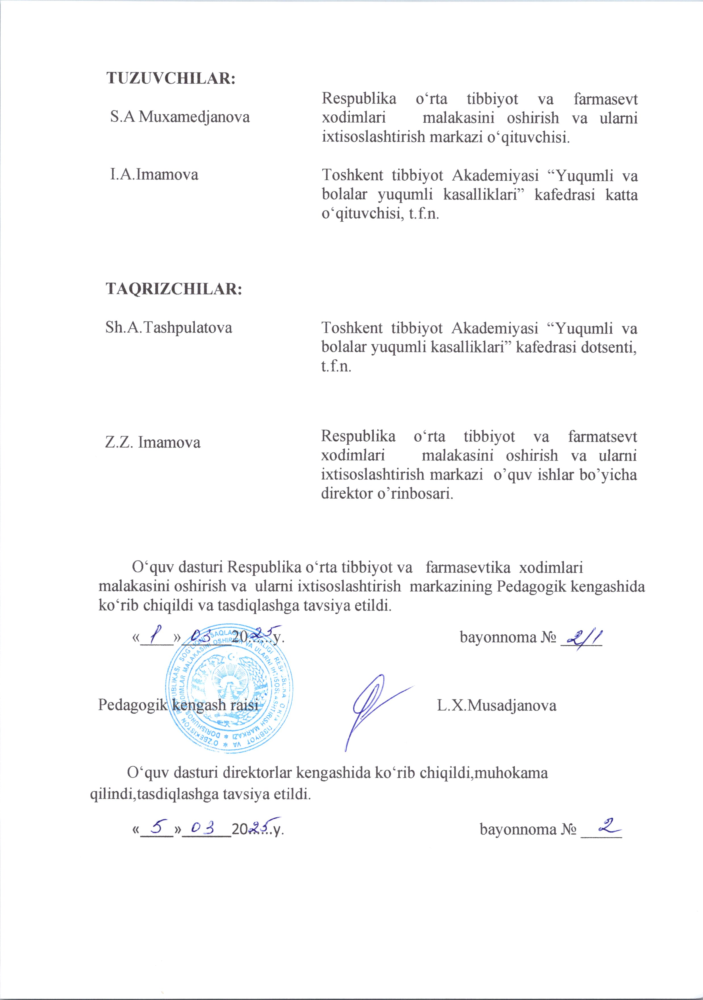 TUZUVCHILAR:
S.A Muxamedjanova
Respublika o‘rta tibbiyot va farmasevt
xodimlari malakasini oshirish va ularni
ixtisoslashtirish markazi o‘qituvchisi.
I.A.Imamova
Toshkent tibbiyot Akademiyasi “Yuqumli va
bolalar yuqumli kasalliklari” kafedrasi katta
o‘qituvchisi, t.f.n.
TAQRIZCHILAR:
Sh.A.Tashpulatova
Toshkent tibbiyot Akademiyasi “Yuqumli va
bolalar yuqumli kasalliklari” kafedrasi dotsenti,
t.f.n.
Z.Z. Imamova
Respublika o‘rta tibbiyot va farmatsevt
xodimlari malakasini oshirish va ularni
ixtisoslashtirish markazi o’quv ishlar bo’yicha
direktor o’rinbosari.
O‘quv dasturi Respublika o‘rta tibbiyot va farmasevtika xodimlari
malakasini oshirish va ularni ixtisoslashtirish markazining Pedagogik kengashida
ko‘rib chiqildi va tasdiqlashga tavsiya etildi.
« 1 » 03 2025y. bayonnoma № 2/1
Pedagogik kengash raisi L.X.Musadjanova
O‘ZBEKISTON RESPUBLIKASI SOG‘LIQNI SAQLASH VAZIRLIGI RESPUBLIKA O‘RTA TIBBIYOT VA
DORISHUNOS XODIMLAR MALAKASINI OSHIRISH VA ULARNI IHTISOSLASHTIRISH MARKAZI
O‘quv dasturi direktorlar kengashida ko‘rib chiqildi,muhokama
qilindi,tasdiqlashga tavsiya etildi.
« 5 » 03 2025y. bayonnoma № 2